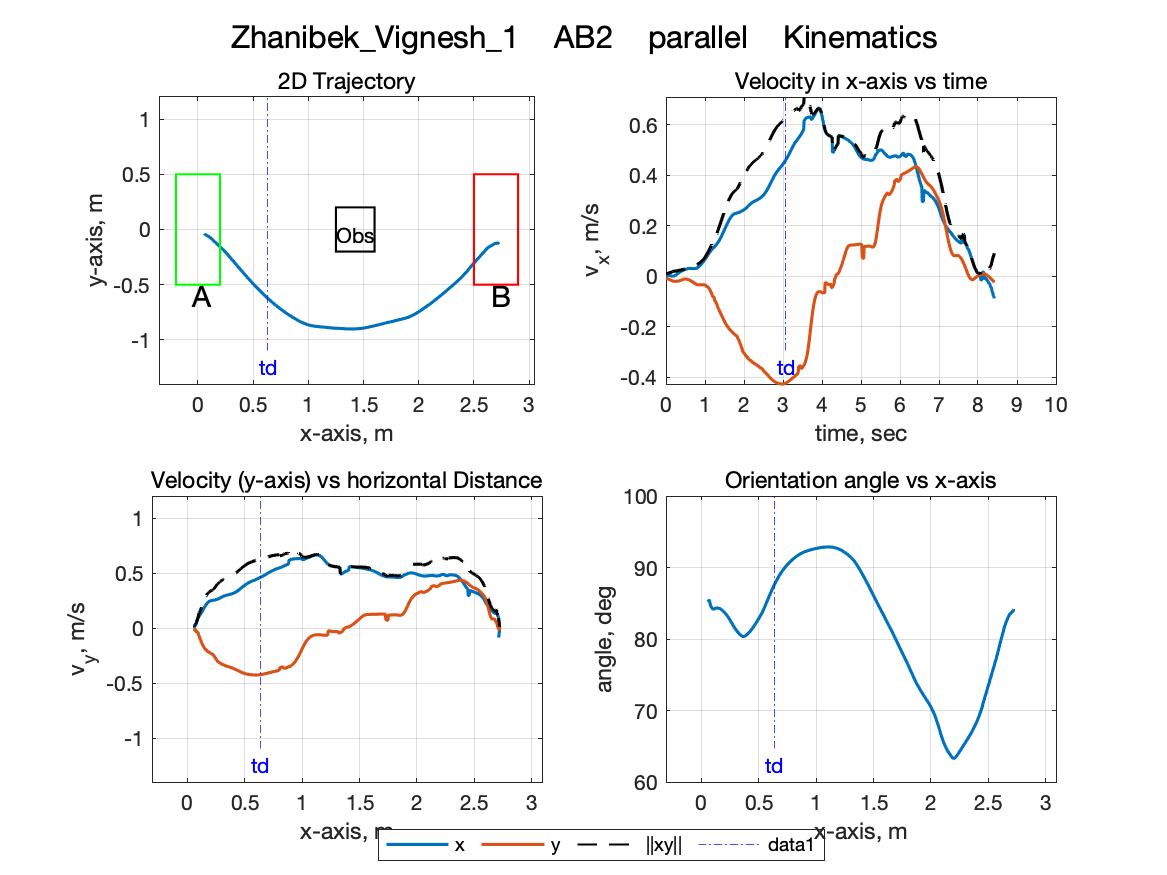 Zhanibek_Vignesh_1 AB2 parallel Kinematics
2D Trajectory
1
0.5
0
-0.5
-1
y-axis, m
A
Obs
B
td
0 0.5 1 1.5 2 2.5 3
x-axis, m
Velocity in x-axis vs time
0.6
0.4
0.2
0
-0.2
-0.4
v_x, m/s
td
0 1 2 3 4 5 6 7 8 9 10
time, sec
Velocity (y-axis) vs horizontal Distance
1
0.5
0
-0.5
-1
v_y, m/s
td
0 0.5 1 1.5 2 2.5 3
x-axis, m
Orientation angle vs x-axis
100
90
80
70
60
angle, deg
td
0 0.5 1 1.5 2 2.5 3
x-axis, m
x y ||xy|| data1